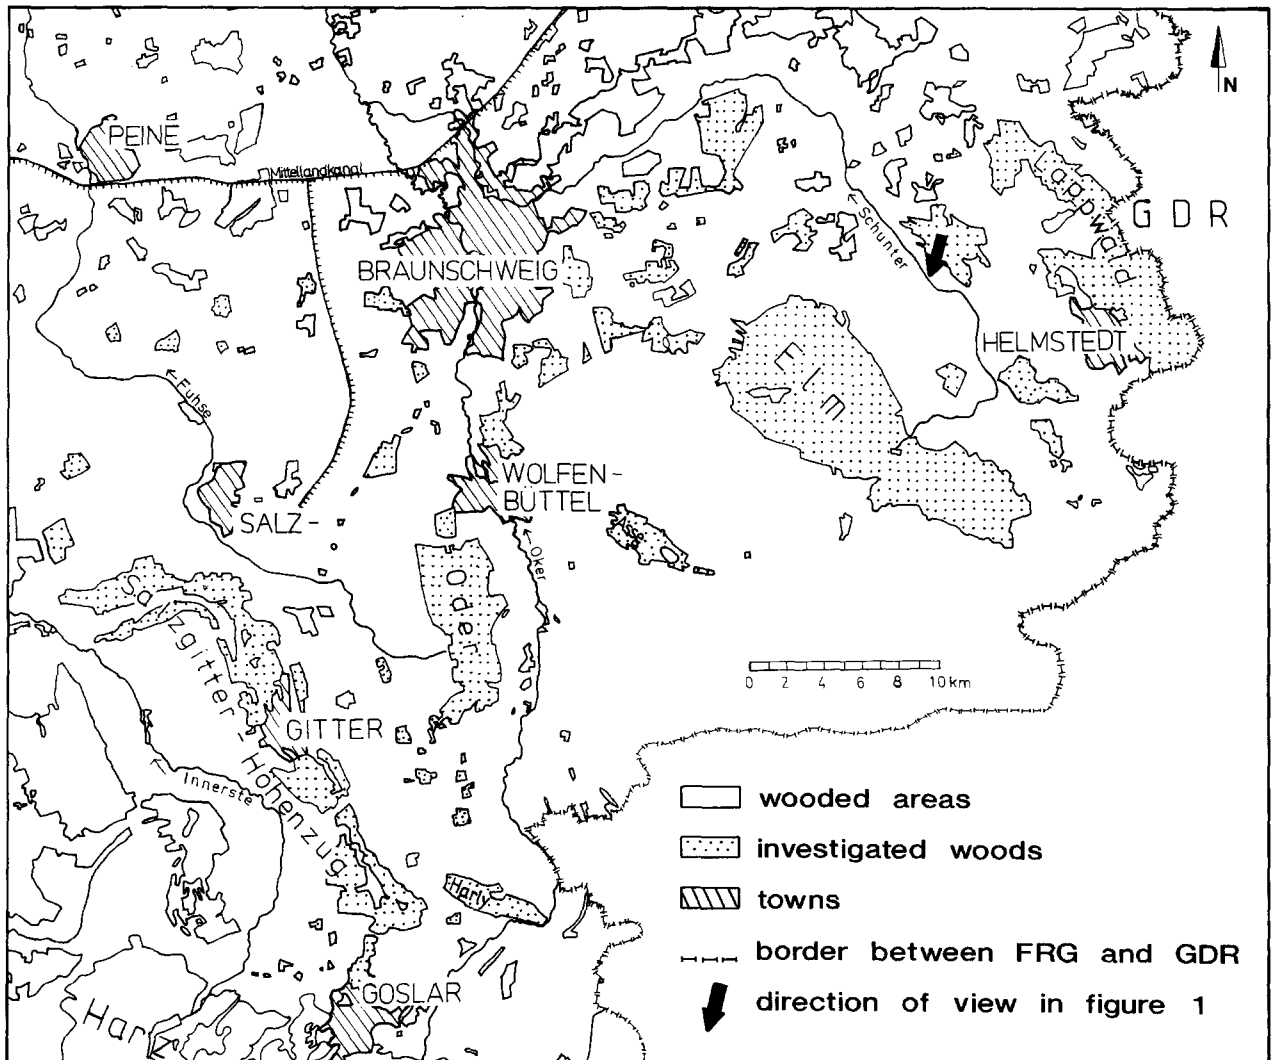 N
PEINE
Mittellandkanal
GDR
Lappwald
Schunter
BRAUNSCHWEIG
HELMSTEDT
Elm
Fuhse
WOLFEN-
BÜTTEL
SALZ-
Asse
Oker
Oder
Salzgitter-Höhenzug
0 2 4 6 8 10 km
GITTER
Innerste
wooded areas
investigated woods
Harly
towns
border between FRG and GDR
GOSLAR
direction of view in figure 1
Harz